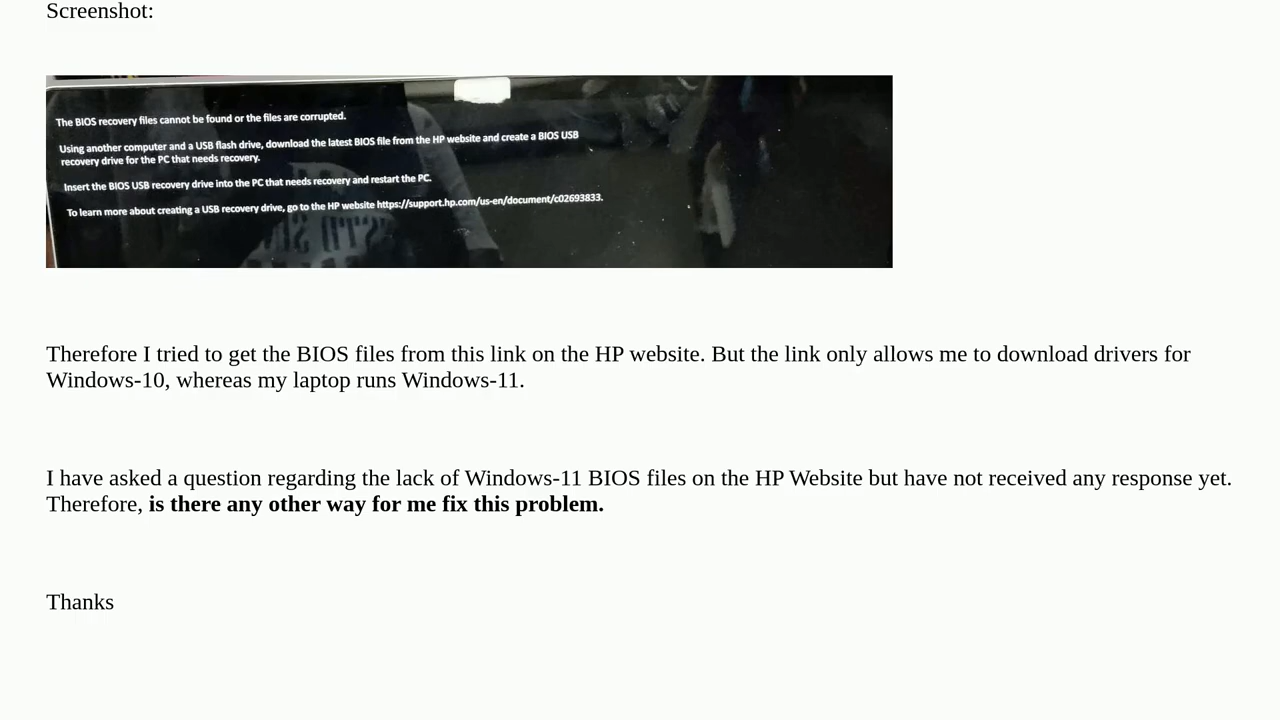 Screenshot:
The BIOS recovery files cannot be found or the files are corrupted.
Using another computer and a USB flash drive, download the latest BIOS file from the HP website and create a BIOS USB
recovery drive for the PC that needs recovery.
Insert the BIOS USB recovery drive into the PC that needs recovery and restart the PC.
To learn more about creating a USB recovery drive, go to the HP website https://support.hp.com/us-en/document/c02693833.
Therefore I tried to get the BIOS files from this link on the HP website. But the link only allows me to download drivers for
Windows-10, whereas my laptop runs Windows-11.
I have asked a question regarding the lack of Windows-11 BIOS files on the HP Website but have not received any response yet.
Therefore, is there any other way for me fix this problem.
Thanks